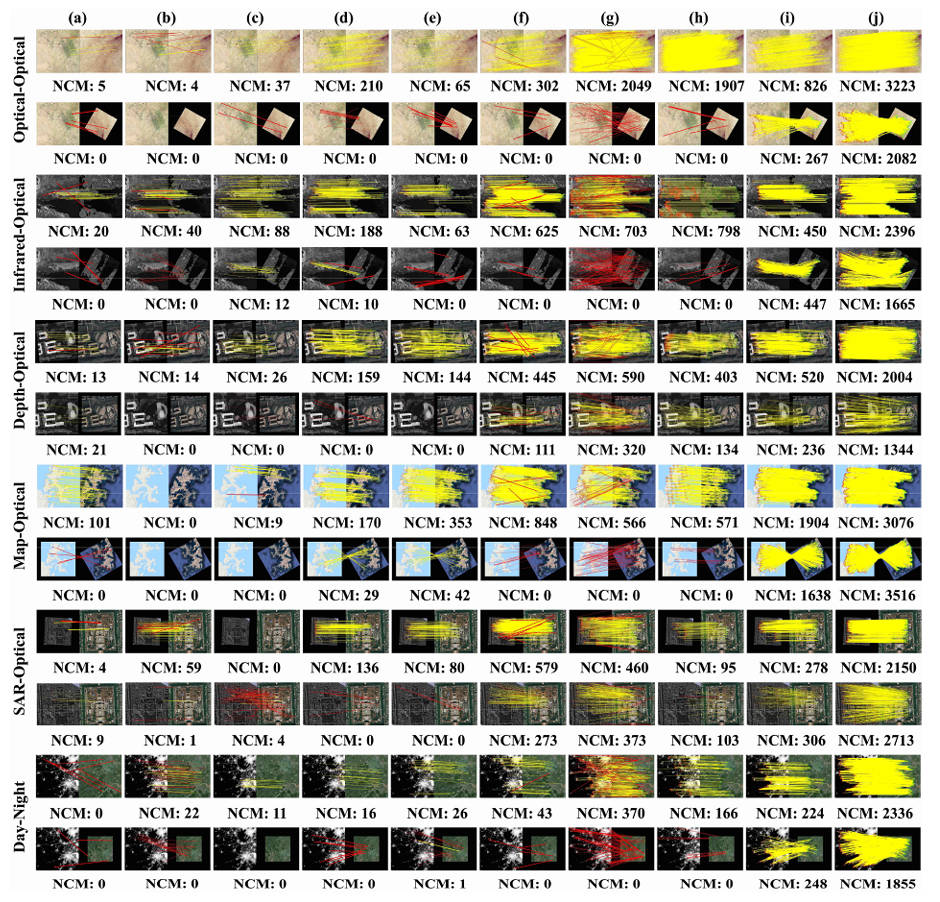 (a) (b) (c) (d) (e) (f) (g) (h) (i) (j)
Optical-Optical
NCM: 5 NCM: 4 NCM: 37 NCM: 210 NCM: 65 NCM: 302 NCM: 2049 NCM: 1907 NCM: 826 NCM: 3223
NCM: 0 NCM: 0 NCM: 0 NCM: 0 NCM: 0 NCM: 0 NCM: 0 NCM: 0 NCM: 267 NCM: 2082
Infrared-Optical
NCM: 20 NCM: 40 NCM: 88 NCM: 188 NCM: 63 NCM: 625 NCM: 703 NCM: 798 NCM: 450 NCM: 2396
NCM: 0 NCM: 0 NCM: 12 NCM: 10 NCM: 0 NCM: 0 NCM: 0 NCM: 0 NCM: 447 NCM: 1665
Depth-Optical
NCM: 13 NCM: 14 NCM: 26 NCM: 159 NCM: 144 NCM: 445 NCM: 590 NCM: 403 NCM: 520 NCM: 2004
NCM: 21 NCM: 0 NCM: 0 NCM: 0 NCM: 0 NCM: 111 NCM: 320 NCM: 134 NCM: 236 NCM: 1344
Map-Optical
NCM: 101 NCM: 0 NCM:9 NCM: 170 NCM: 353 NCM: 848 NCM: 566 NCM: 571 NCM: 1904 NCM: 3076
NCM: 0 NCM: 0 NCM: 0 NCM: 29 NCM: 42 NCM: 0 NCM: 0 NCM: 0 NCM: 1638 NCM: 3516
SAR-Optical
NCM: 4 NCM: 59 NCM: 0 NCM: 136 NCM: 80 NCM: 579 NCM: 460 NCM: 95 NCM: 278 NCM: 2150
NCM: 9 NCM: 1 NCM: 4 NCM: 0 NCM: 0 NCM: 273 NCM: 373 NCM: 103 NCM: 306 NCM: 2713
Day-Night
NCM: 0 NCM: 22 NCM: 11 NCM: 16 NCM: 26 NCM: 43 NCM: 370 NCM: 166 NCM: 224 NCM: 2336
NCM: 0 NCM: 0 NCM: 0 NCM: 0 NCM: 1 NCM: 0 NCM: 0 NCM: 0 NCM: 248 NCM: 1855